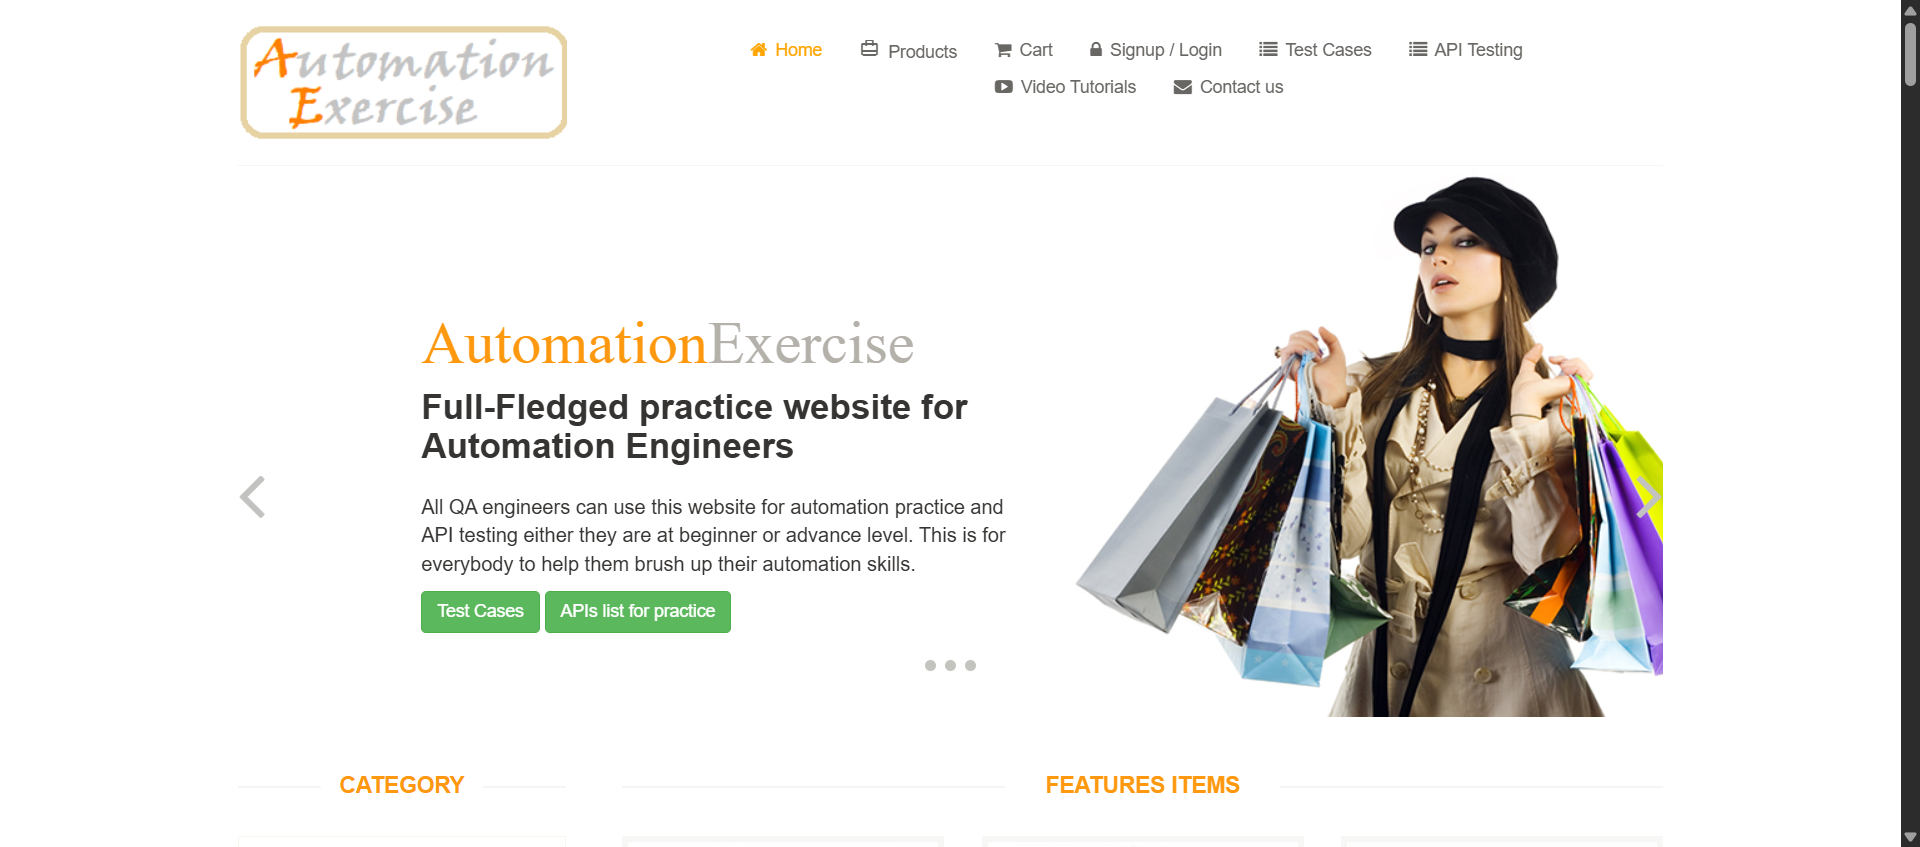 Automation
Exercise
Home Products Cart Signup / Login Test Cases API Testing
Video Tutorials Contact us
AutomationExercise
Full-Fledged practice website for
Automation Engineers
All QA engineers can use this website for automation practice and
API testing either they are at beginner or advance level. This is for
everybody to help them brush up their automation skills.
Test Cases APIs list for practice
CATEGORY FEATURES ITEMS